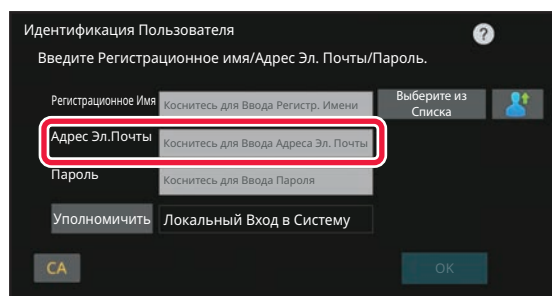 Идентификация Пользователя
?
Введите Регистрационное имя/Адрес Эл. Почты/Пароль.
Регистрационное Имя Коснитесь для Ввода Регистр. Имени Выберите из
Списка
Адрес Эл.Почты Коснитесь для Ввода Адреса Эл. Почты
Пароль Коснитесь для Ввода Пароля
Уполномичить Локальный Вход в Систему
CA OK